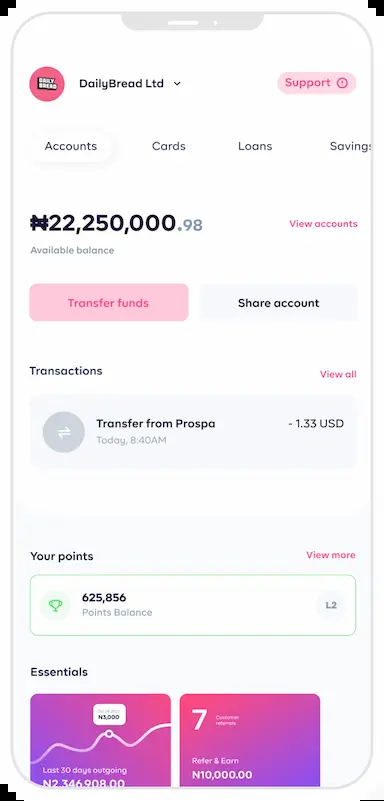 DAILY-
BREAD
DailyBread Ltd
Support
Accounts Cards Loans Savings
₦22,250,000.98
View accounts
Available balance
Transfer funds
Share account
Transactions
View all
Transfer from Prospa
- 1.33 USD
Today, 8:40AM
Your points
View more
625,856
Points Balance
L2
Essentials
N3,000
Last 30 days outgoing
N2,346,908.00
7
Customer
referrals
Refer & Earn
N10,000.00